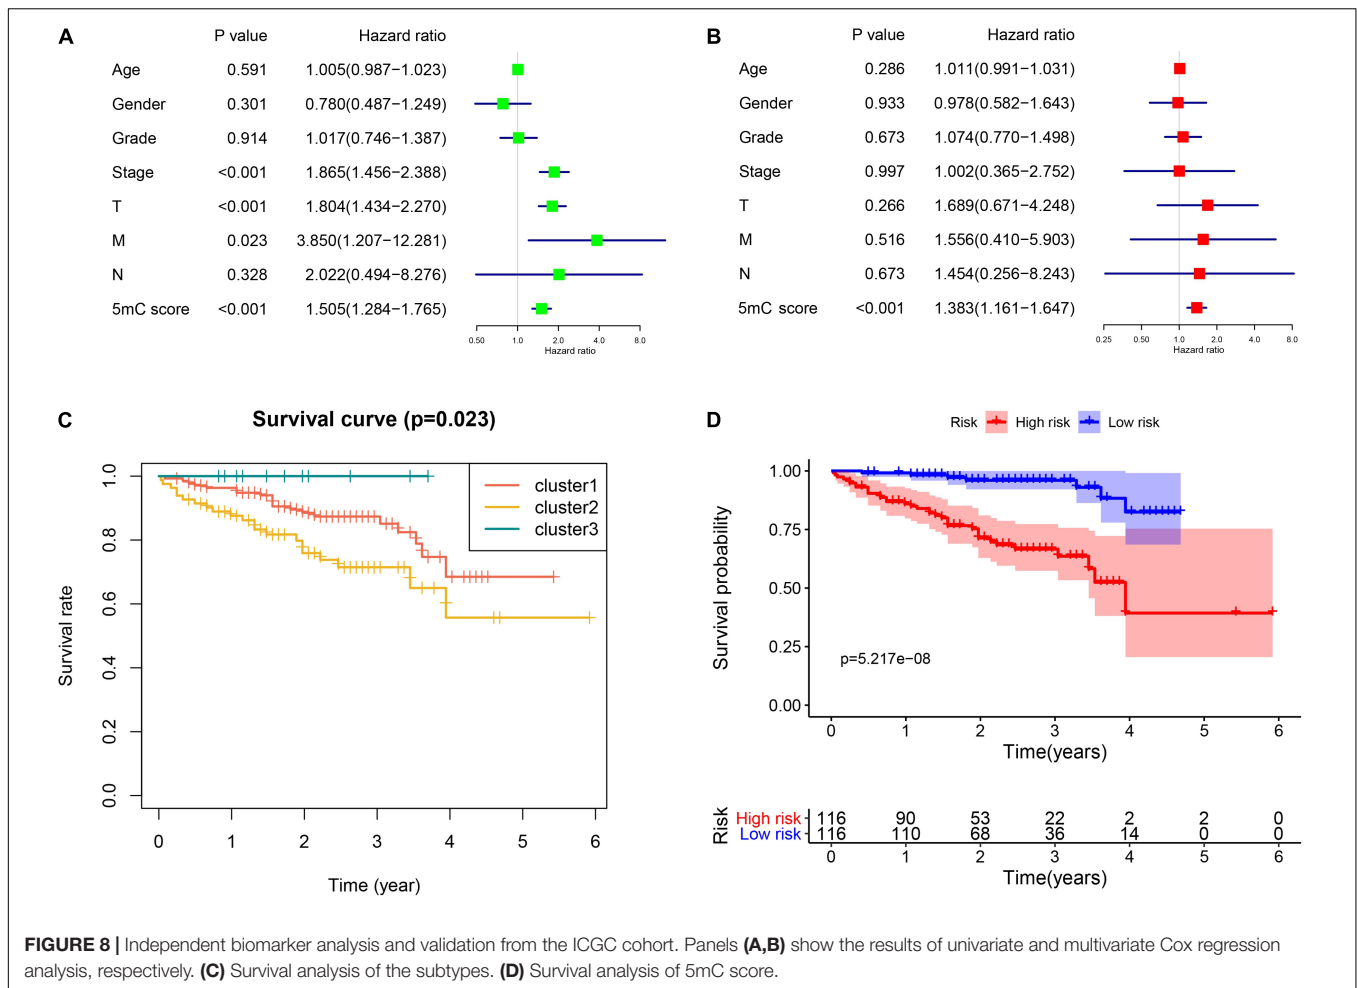 A
P value Hazard ratio
Age 0.591 1.005(0.987−1.023)
Gender 0.301 0.780(0.487−1.249)
Grade 0.914 1.017(0.746−1.387)
Stage <0.001 1.865(1.456−2.388)
T <0.001 1.804(1.434−2.270)
M 0.023 3.850(1.207−12.281)
N 0.328 2.022(0.494−8.276)
5mC score <0.001 1.505(1.284−1.765)
0.50 1.0 2.0 4.0 8.0
Hazard ratio
B
P value Hazard ratio
Age 0.286 1.011(0.991−1.031)
Gender 0.933 0.978(0.582−1.643)
Grade 0.673 1.074(0.770−1.498)
Stage 0.997 1.002(0.365−2.752)
T 0.266 1.689(0.671−4.248)
M 0.516 1.556(0.410−5.903)
N 0.673 1.454(0.256−8.243)
5mC score <0.001 1.383(1.161−1.647)
0.25 0.50 1.0 2.0 4.0 8.0
Hazard ratio
C
Survival curve (p=0.023)
cluster1
cluster2
cluster3
Survival rate
1.0
0.8
0.6
0.4
0.2
0.0
0 1 2 3 4 5 6
Time (year)
D
Risk High risk Low risk
Survival probability
1.00
0.75
0.50
0.25
0.00
p=5.217e−08
0 1 2 3 4 5 6
Time(years)
Risk
High risk 116 90 53 22 2 2 0
Low risk 116 110 68 36 14 0 0
0 1 2 3 4 5 6
Time(years)
FIGURE 8 | Independent biomarker analysis and validation from the ICGC cohort. Panels (A,B) show the results of univariate and multivariate Cox regression
analysis, respectively. (C) Survival analysis of the subtypes. (D) Survival analysis of 5mC score.